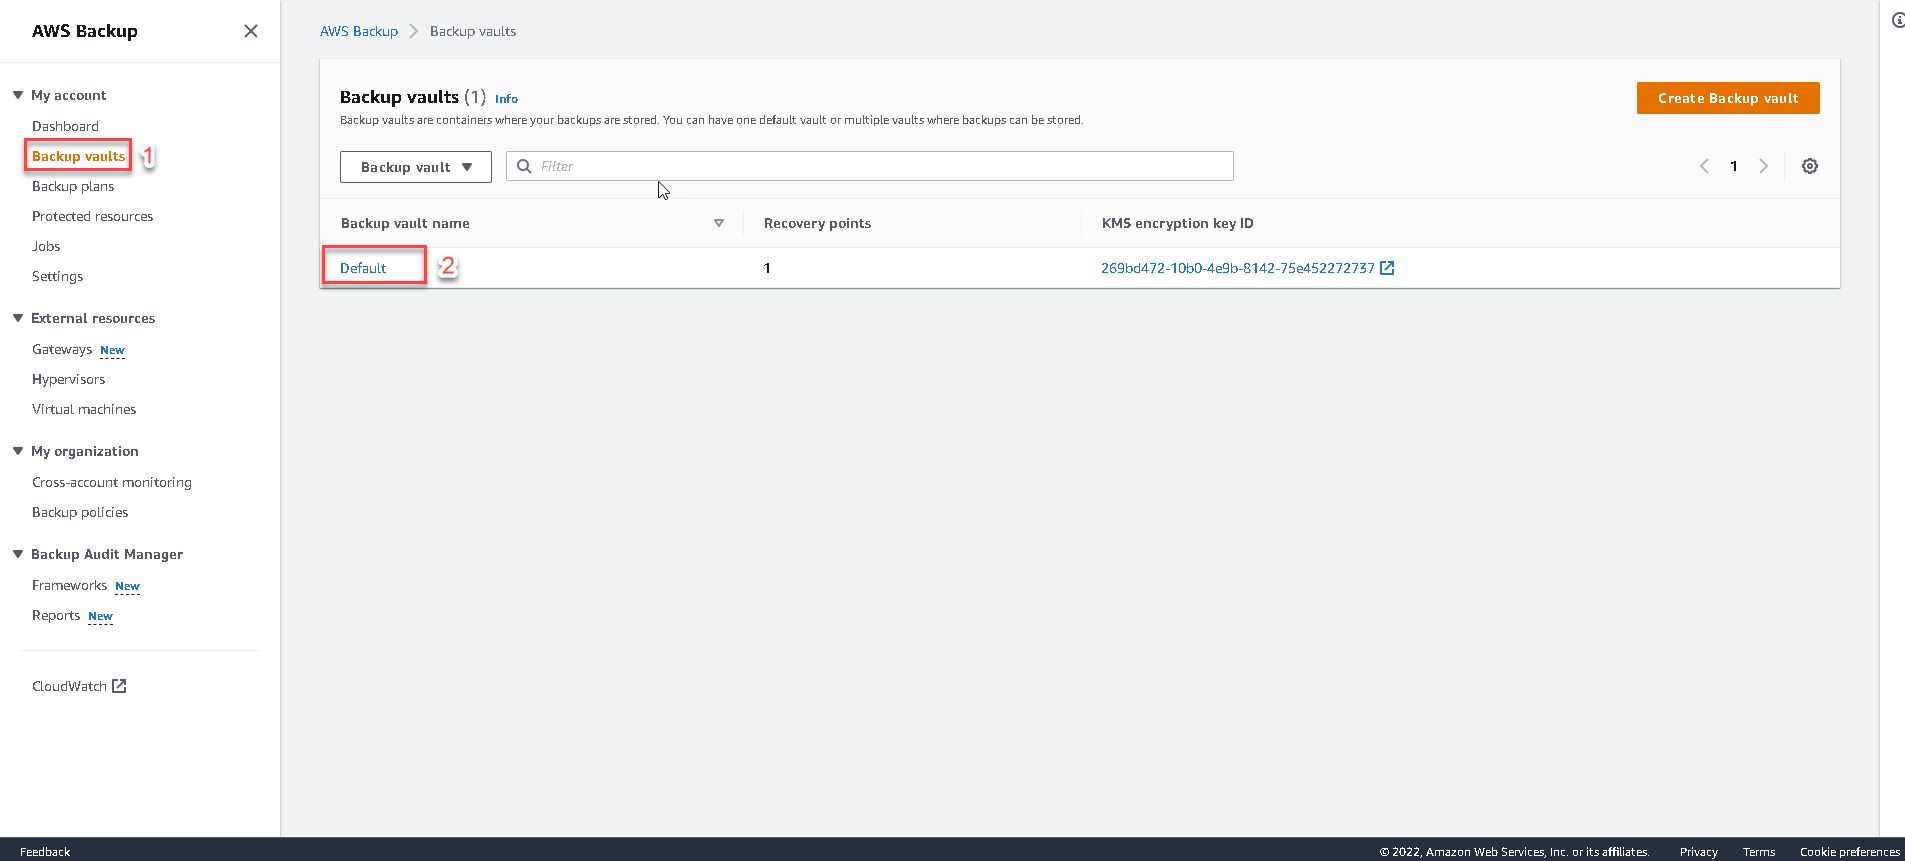 AWS Backup
My account
Dashboard
Backup vaults 1
Backup plans
Protected resources
Jobs
Settings
External resources
Gateways New
Hypervisors
Virtual machines
My organization
Cross-account monitoring
Backup policies
Backup Audit Manager
Frameworks New
Reports New
CloudWatch
AWS Backup > Backup vaults
Backup vaults (1) Info
Create Backup vault
Backup vaults are containers where your backups are stored. You can have one default vault or multiple vaults where backups can be stored.
Backup vault Filter 1
Backup vault name Recovery points KMS encryption key ID
Default 2 1 269bd472-10b0-4e9b-8142-75e452272737
Feedback © 2022, Amazon Web Services, Inc. or its affiliates. Privacy Terms Cookie preferences